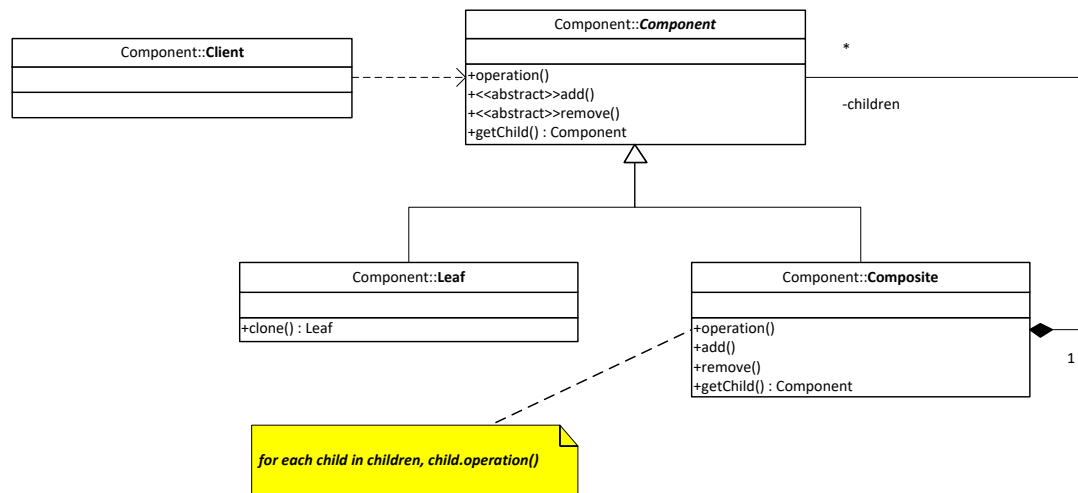 Component::Component
Component::Client
*
+operation()
+<<abstract>>add()
+<<abstract>>remove()
+getChild() : Component
-children
Component::Leaf
+clone() : Leaf
Component::Composite
+operation()
+add()
+remove()
+getChild() : Component
1
for each child in children, child.operation()